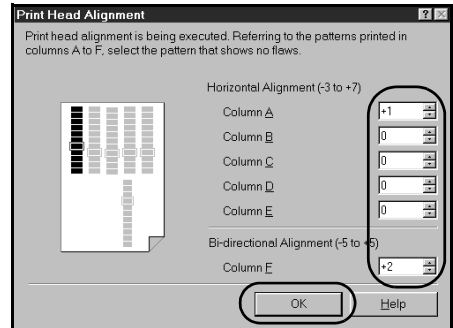 Print Head Alignment
Print head alignment is being executed. Referring to the patterns printed in
columns A to F, select the pattern that shows no flaws.
Horizontal Alignment (-3 to +7)
Column A +1
Column B 0
Column C 0
Column D 0
Column E 0
Bi-directional Alignment (-5 to +5)
Column F +2
OK Help